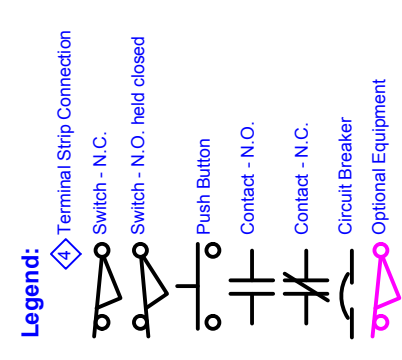 Legend:
4 Terminal Strip Connection
Switch - N.C.
Switch - N.O. held closed
Push Button
Contact - N.O.
Contact - N.C.
Circuit Breaker
Optional Equipment